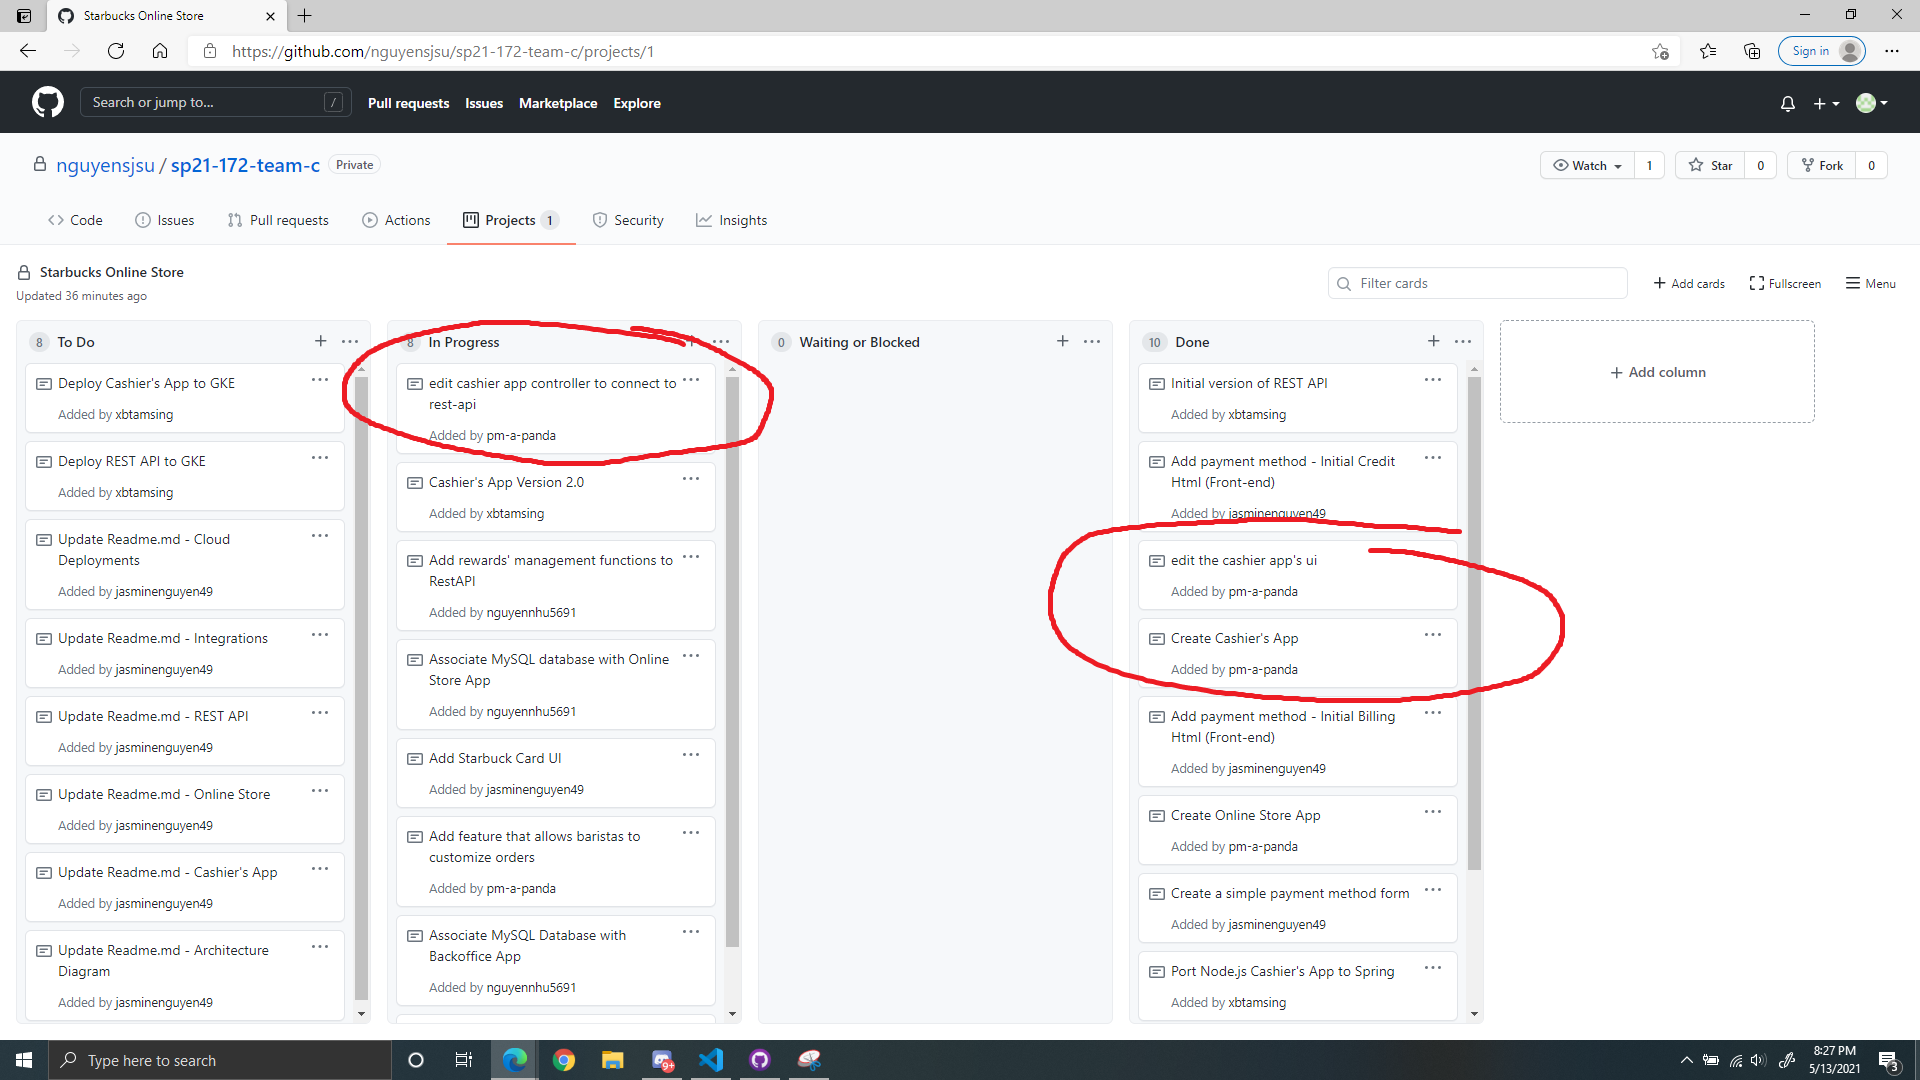 Starbucks Online Store
https://github.com/nguyensjsu/sp21-172-team-c/projects/1
Sign in
Search or jump to...
/
Pull requests
Issues
Marketplace
Explore
nguyensjsu / sp21-172-team-c
Private
Watch 1
Star 0
Fork 0
Code
Issues
Pull requests
Actions
Projects 1
Security
Insights
Starbucks Online Store
Updated 36 minutes ago
Filter cards
+ Add cards
Fullscreen
Menu
8 To Do
Deploy Cashier's App to GKE
Added by xbtamsing
Deploy REST API to GKE
Added by xbtamsing
Update Readme.md - Cloud
Deployments
Added by jasminenguyen49
Update Readme.md - Integrations
Added by jasminenguyen49
Update Readme.md - REST API
Added by jasminenguyen49
Update Readme.md - Online Store
Added by jasminenguyen49
Update Readme.md - Cashier's App
Added by jasminenguyen49
Update Readme.md - Architecture
Diagram
Added by jasminenguyen49
8 In Progress
edit cashier app controller to connect to
rest-api
Added by pm-a-panda
Cashier's App Version 2.0
Added by xbtamsing
Add rewards' management functions to
RestAPI
Added by nguyennhu5691
Associate MySQL database with Online
Store App
Added by nguyennhu5691
Add Starbuck Card UI
Added by jasminenguyen49
Add feature that allows baristas to
customize orders
Added by pm-a-panda
Associate MySQL Database with
Backoffice App
Added by nguyennhu5691
0 Waiting or Blocked
10 Done
Initial version of REST API
Added by xbtamsing
Add payment method - Initial Credit
Html (Front-end)
Added by jasminenguyen49
edit the cashier app's ui
Added by pm-a-panda
Create Cashier's App
Added by pm-a-panda
Add payment method - Initial Billing
Html (Front-end)
Added by jasminenguyen49
Create Online Store App
Added by pm-a-panda
Create a simple payment method form
Added by jasminenguyen49
Port Node.js Cashier's App to Spring
Added by xbtamsing
+ Add column
Type here to search
9+
8:27 PM
5/13/2021
3